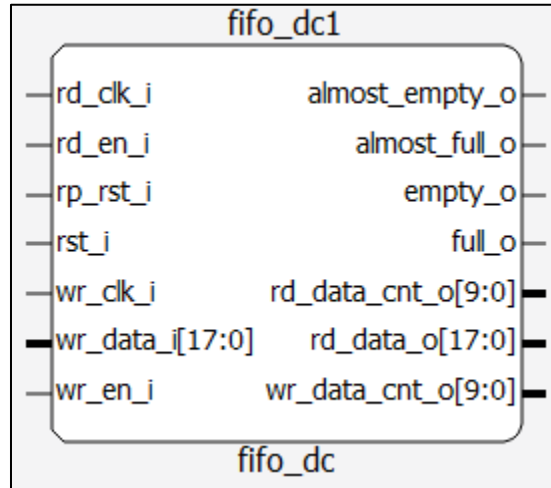 fifo_dc1
rd_clk_i almost_empty_o
rd_en_i almost_full_o
rp_rst_i empty_o
rst_i full_o
wr_clk_i rd_data_cnt_o[9:0]
wr_data_i[17:0] rd_data_o[17:0]
wr_en_i wr_data_cnt_o[9:0]
fifo_dc